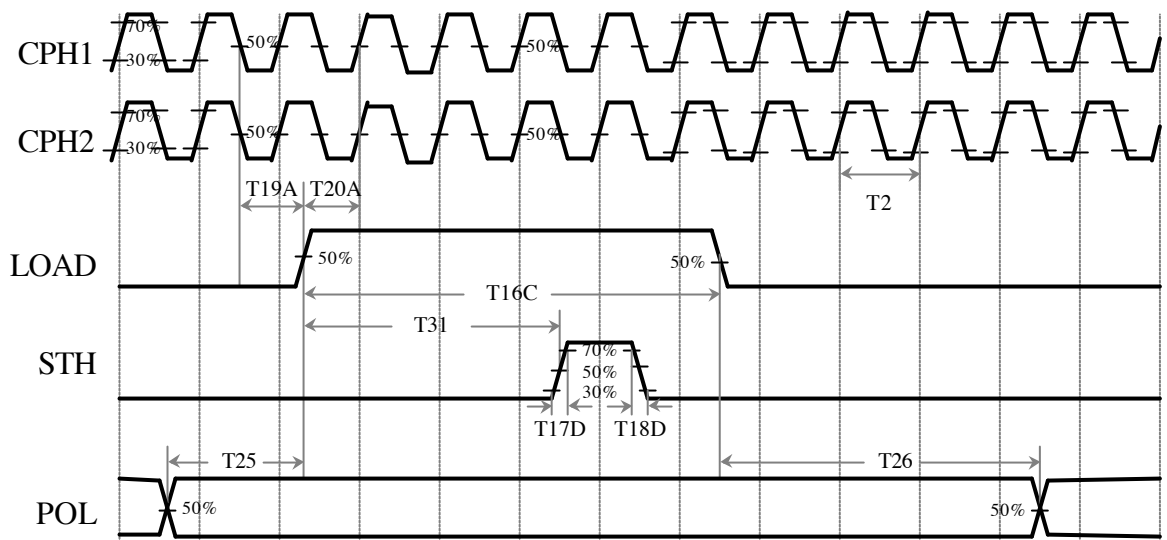 CPH1
70%
30%
50%
50%
CPH2
70%
30%
50%
50%
T19A
T20A
T2
LOAD
50%
50%
T16C
T31
STH
70%
50%
30%
T17D
T18D
T25
T26
POL
50%
50%